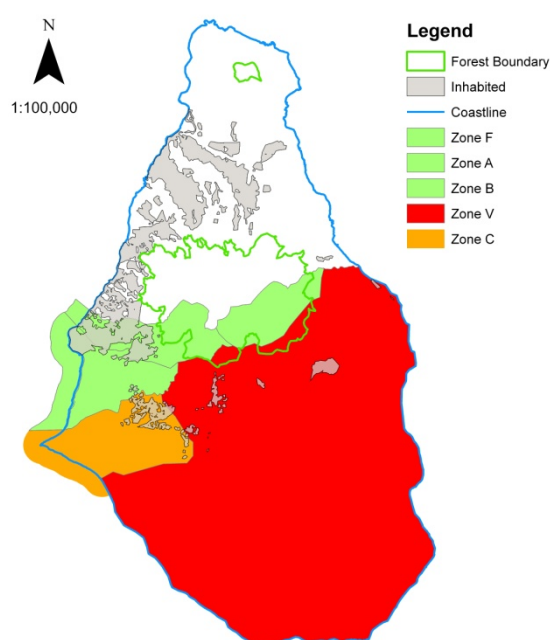 N
1:100,000
Legend
Forest Boundary
Inhabited
Coastline
Zone F
Zone A
Zone B
Zone V
Zone C